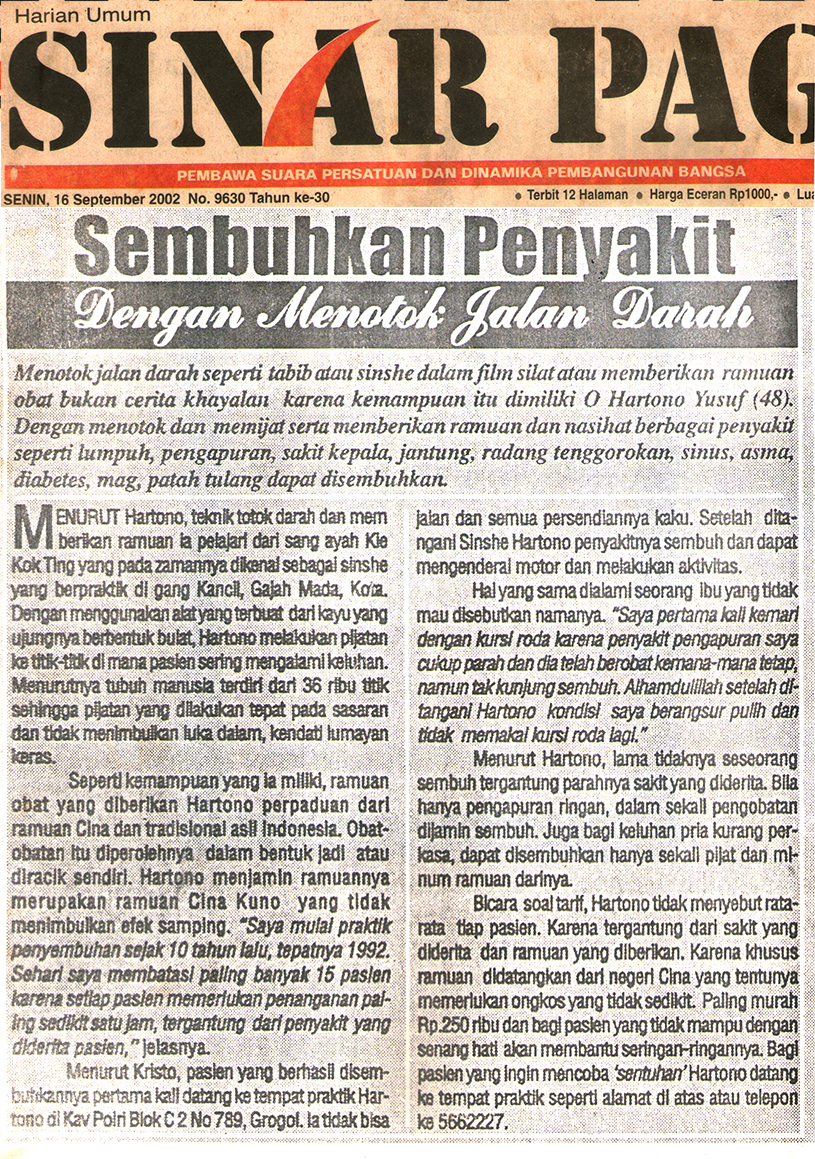 Harian Umum
SINAR PAG
PEMBAWA SUARA PERSATUAN DAN DINAMIKA PEMBANGUNAN BANGSA
SENIN, 16 September 2002 No. 9630 Tahun ke-30 ● Terbit 12 Halaman ● Harga Eceran Rp1000,- ● Lua
Sembuhkan Penyakit
Dengan Menotok Jalan Darah
Menotok jalan darah seperti tabib atau sinshe dalam film silat atau memberikan ramuan
obat bukan cerita khayalan karena kemampuan itu dimiliki O Hartono Yusuf (48).
Dengan menotok dan memijat serta memberikan ramuan dan nasihat berbagai penyakit
seperti lumpuh, pengapuran, sakit kepala, jantung, radang tenggorokan, sinus, asma,
diabetes, mag, patah tulang dapat disembuhkan.
MENURUT Hartono, teknik totok darah dan mem
berikan ramuan ia pelajari dari sang ayah Kie
Kok Ting yang pada zamannya dikenal sebagai sinshe
yang berpraktik di gang Kancil, Gajah Mada, Kota.
Dengan menggunakan alat yang terbuat dari kayu yang
ujungnya berbentuk bulat, Hartono melakukan pijatan
ke titik-titik di mana pasien sering mengalami keluhan.
Menurutnya tubuh manusia terdiri dari 36 ribu titik
sehingga pijatan yang dilakukan tepat pada sasaran
dan tidak menimbulkan luka dalam, kendati lumayan
keras.
Seperti kemampuan yang ia miliki, ramuan
obat yang diberikan Hartono perpaduan dari
ramuan Cina dan tradisional asli Indonesia. Obat-
obatan itu diperolehnya dalam bentuk jadi atau
diracik sendiri. Hartono menjamin ramuannya
merupakan ramuan Cina Kuno yang tidak
menimbulkan efek samping. "Saya mulai praktik
penyembuhan sejak 10 tahun lalu, tepatnya 1992.
Sehari saya membatasi paling banyak 15 pasien
karena setiap pasien memerlukan penanganan pal-
ing sedikit satu jam, tergantung dari penyakit yang
diderita pasien," jelasnya.
Menurut Kristo, pasien yang berhasil disem-
buhkannya pertama kali datang ke tempat praktik Har-
tono di Kav Polri Blok C 2 No 789, Grogol. Ia tidak bisa
jalan dan semua persendiannya kaku. Setelah dita-
ngani Sinshe Hartono penyakitnya sembuh dan dapat
mengenderai motor dan melakukan aktivitas.
Hal yang sama dialami seorang ibu yang tidak
mau disebutkan namanya. "Saya pertama kali kemari
dengan kursi roda karena penyakit pengapuran saya
cukup parah dan dia telah berobat kemana-mana tetap,
namun tak kunjung sembuh. Alhamdulillah setelah di-
tangani Hartono kondisi saya berangsur pulih dan
tidak memakai kursi roda lagi."
Menurut Hartono, lama tidaknya seseorang
sembuh tergantung parahnya sakit yang diderita. Bila
hanya pengapuran ringan, dalam sekali pengobatan
dijamin sembuh. Juga bagi keluhan pria kurang per-
kasa, dapat disembuhkan hanya sekali pijat dan mi-
num ramuan darinya.
Bicara soal tarif, Hartono tidak menyebut rata-
rata tiap pasien. Karena tergantung dari sakit yang
diderita dan ramuan yang diberikan. Karena khusus
ramuan didatangkan dari negeri Cina yang tentunya
memerlukan ongkos yang tidak sedikit. Paling murah
Rp.250 ribu dan bagi pasien yang tidak mampu dengan
senang hati akan membantu seringan-ringannya. Bagi
pasien yang ingin mencoba 'sentuhan' Hartono datang
ke tempat praktik seperti alamat di atas atau telepon
ke 5662227.